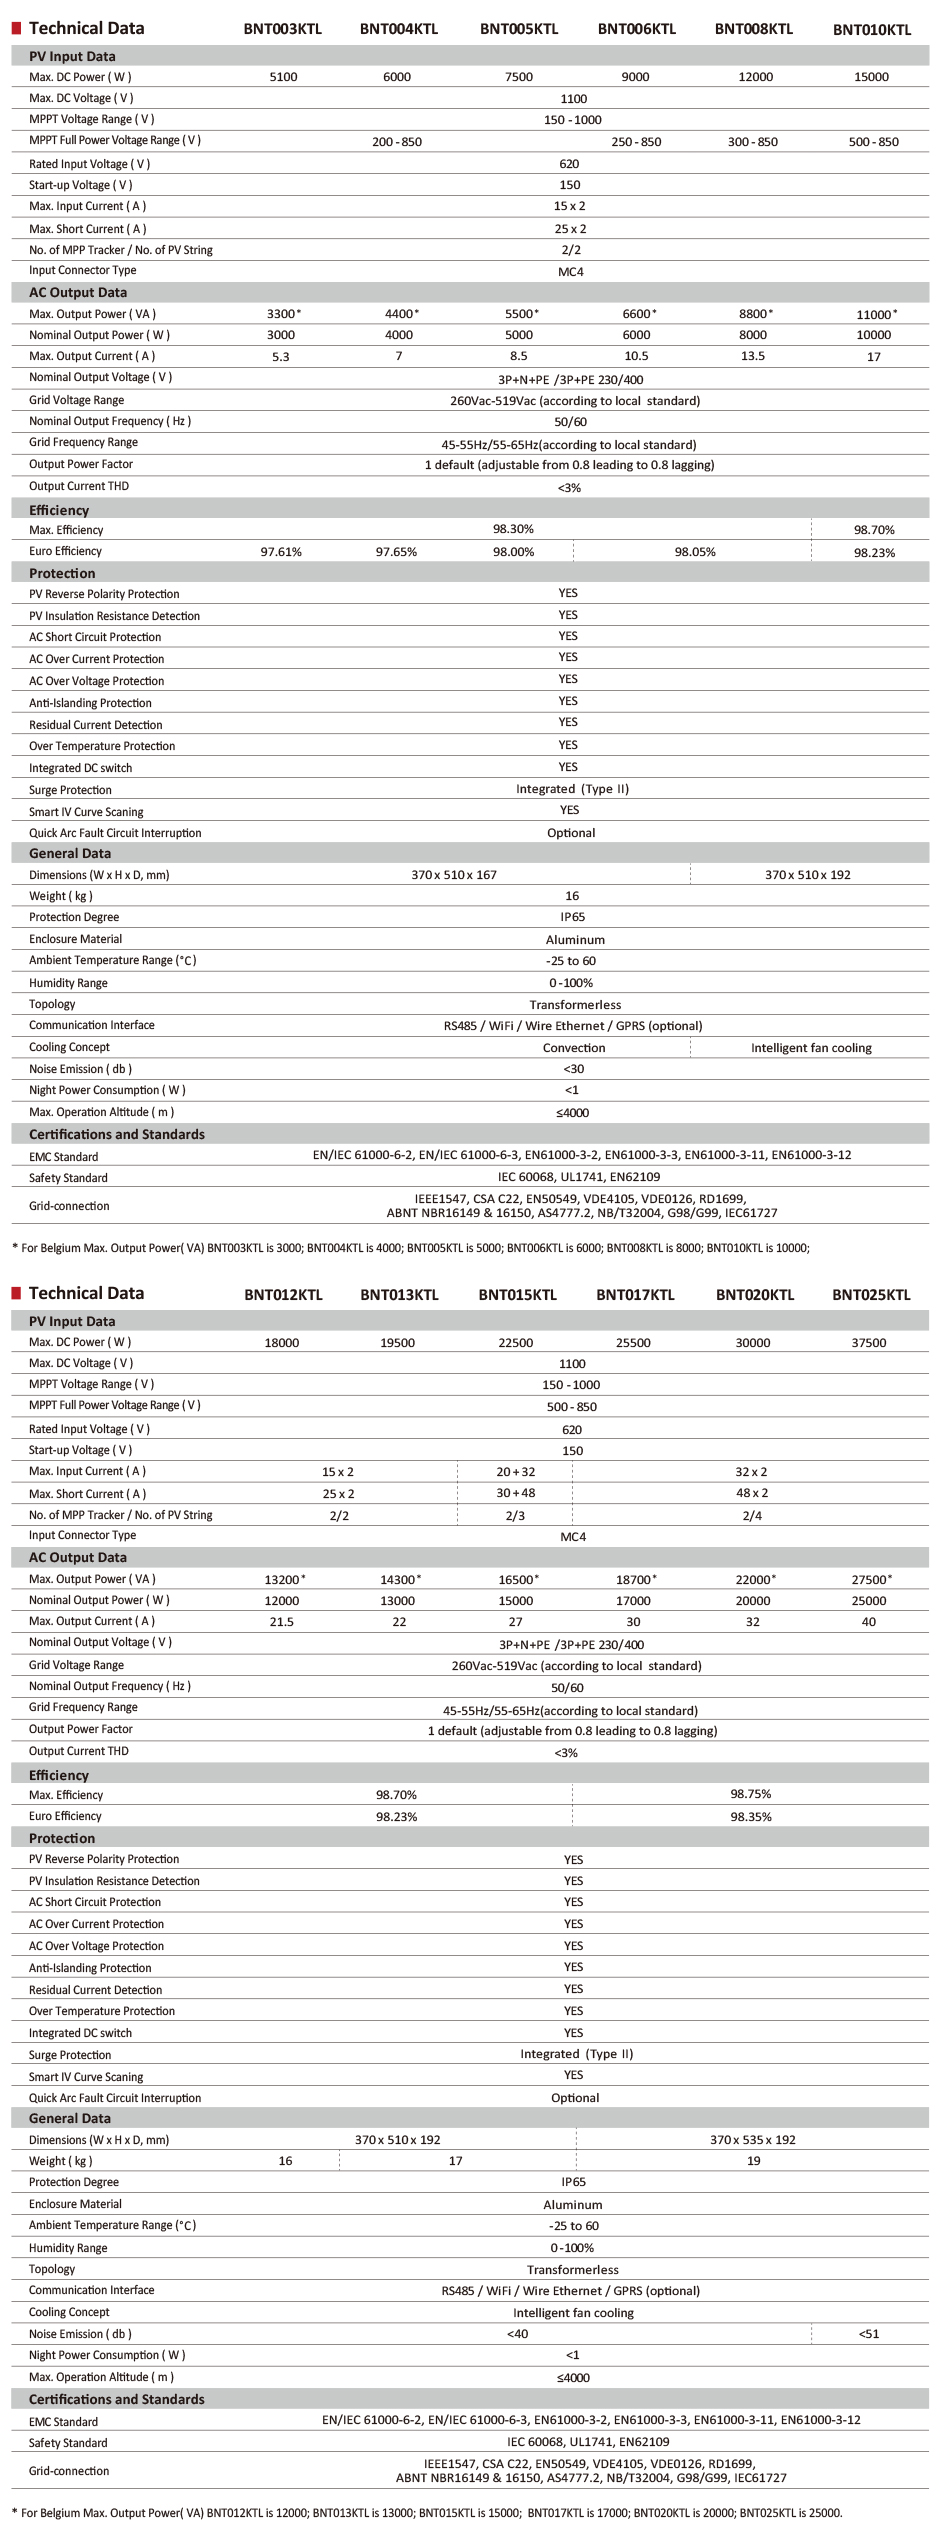 Technical Data BNT003KTL BNT004KTL BNT005KTL BNT006KTL BNT008KTL BNT010KTL
PV Input Data
Max. DC Power ( W ) 5100 6000 7500 9000 12000 15000
Max. DC Voltage ( V ) 1100
MPPT Voltage Range ( V ) 150 - 1000
MPPT Full Power Voltage Range ( V ) 200 - 850 250 - 850 300 - 850 500 - 850
Rated Input Voltage ( V ) 620
Start-up Voltage ( V ) 150
Max. Input Current ( A ) 15 x 2
Max. Short Current ( A ) 25 x 2
No. of MPP Tracker / No. of PV String 2/2
Input Connector Type MC4
AC Output Data
Max. Output Power ( VA ) 3300* 4400* 5500* 6600* 8800* 11000*
Nominal Output Power ( W ) 3000 4000 5000 6000 8000 10000
Max. Output Current ( A ) 5.3 7 8.5 10.5 13.5 17
Nominal Output Voltage ( V ) 3P+N+PE /3P+PE 230/400
Grid Voltage Range 260Vac-519Vac (according to local standard)
Nominal Output Frequency ( Hz ) 50/60
Grid Frequency Range 45-55Hz/55-65Hz(according to local standard)
Output Power Factor 1 default (adjustable from 0.8 leading to 0.8 lagging)
Output Current THD <3%
Efficiency
Max. Efficiency 98.30% 98.70%
Euro Efficiency 97.61% 97.65% 98.00% 98.05% 98.23%
Protection
PV Reverse Polarity Protection YES
PV Insulation Resistance Detection YES
AC Short Circuit Protection YES
AC Over Current Protection YES
AC Over Voltage Protection YES
Anti-Islanding Protection YES
Residual Current Detection YES
Over Temperature Protection YES
Integrated DC switch YES
Surge Protection Integrated (Type II)
Smart IV Curve Scaning YES
Quick Arc Fault Circuit Interruption Optional
General Data
Dimensions (W x H x D, mm) 370 x 510 x 167 370 x 510 x 192
Weight ( kg ) 16
Protection Degree IP65
Enclosure Material Aluminum
Ambient Temperature Range (°C ) -25 to 60
Humidity Range 0 -100%
Topology Transformerless
Communication Interface RS485 / WiFi / Wire Ethernet / GPRS (optional)
Cooling Concept Convection Intelligent fan cooling
Noise Emission ( db ) <30
Night Power Consumption ( W ) <1
Max. Operation Altitude ( m ) ≤4000
Certifications and Standards
EMC Standard EN/IEC 61000-6-2, EN/IEC 61000-6-3, EN61000-3-2, EN61000-3-3, EN61000-3-11, EN61000-3-12
Safety Standard IEC 60068, UL1741, EN62109
Grid-connection IEEE1547, CSA C22, EN50549, VDE4105, VDE0126, RD1699,
ABNT NBR16149 & 16150, AS4777.2, NB/T32004, G98/G99, IEC61727
* For Belgium Max. Output Power( VA) BNT003KTL is 3000; BNT004KTL is 4000; BNT005KTL is 5000; BNT006KTL is 6000; BNT008KTL is 8000; BNT010KTL is 10000;
Technical Data BNT012KTL BNT013KTL BNT015KTL BNT017KTL BNT020KTL BNT025KTL
PV Input Data
Max. DC Power ( W ) 18000 19500 22500 25500 30000 37500
Max. DC Voltage ( V ) 1100
MPPT Voltage Range ( V ) 150 - 1000
MPPT Full Power Voltage Range ( V ) 500 - 850
Rated Input Voltage ( V ) 620
Start-up Voltage ( V ) 150
Max. Input Current ( A ) 15 x 2 20 + 32 32 x 2
Max. Short Current ( A ) 25 x 2 30 + 48 48 x 2
No. of MPP Tracker / No. of PV String 2/2 2/3 2/4
Input Connector Type MC4
AC Output Data
Max. Output Power ( VA ) 13200* 14300* 16500* 18700* 22000* 27500*
Nominal Output Power ( W ) 12000 13000 15000 17000 20000 25000
Max. Output Current ( A ) 21.5 22 27 30 32 40
Nominal Output Voltage ( V ) 3P+N+PE /3P+PE 230/400
Grid Voltage Range 260Vac-519Vac (according to local standard)
Nominal Output Frequency ( Hz ) 50/60
Grid Frequency Range 45-55Hz/55-65Hz(according to local standard)
Output Power Factor 1 default (adjustable from 0.8 leading to 0.8 lagging)
Output Current THD <3%
Efficiency
Max. Efficiency 98.70% 98.75%
Euro Efficiency 98.23% 98.35%
Protection
PV Reverse Polarity Protection YES
PV Insulation Resistance Detection YES
AC Short Circuit Protection YES
AC Over Current Protection YES
AC Over Voltage Protection YES
Anti-Islanding Protection YES
Residual Current Detection YES
Over Temperature Protection YES
Integrated DC switch YES
Surge Protection Integrated (Type II)
Smart IV Curve Scaning YES
Quick Arc Fault Circuit Interruption Optional
General Data
Dimensions (W x H x D, mm) 370 x 510 x 192 370 x 535 x 192
Weight ( kg ) 16 17 19
Protection Degree IP65
Enclosure Material Aluminum
Ambient Temperature Range (°C ) -25 to 60
Humidity Range 0 -100%
Topology Transformerless
Communication Interface RS485 / WiFi / Wire Ethernet / GPRS (optional)
Cooling Concept Intelligent fan cooling
Noise Emission ( db ) <40 <51
Night Power Consumption ( W ) <1
Max. Operation Altitude ( m ) ≤4000
Certifications and Standards
EMC Standard EN/IEC 61000-6-2, EN/IEC 61000-6-3, EN61000-3-2, EN61000-3-3, EN61000-3-11, EN61000-3-12
Safety Standard IEC 60068, UL1741, EN62109
Grid-connection IEEE1547, CSA C22, EN50549, VDE4105, VDE0126, RD1699,
ABNT NBR16149 & 16150, AS4777.2, NB/T32004, G98/G99, IEC61727
* For Belgium Max. Output Power( VA) BNT012KTL is 12000; BNT013KTL is 13000; BNT015KTL is 15000; BNT017KTL is 17000; BNT020KTL is 20000; BNT025KTL is 25000.